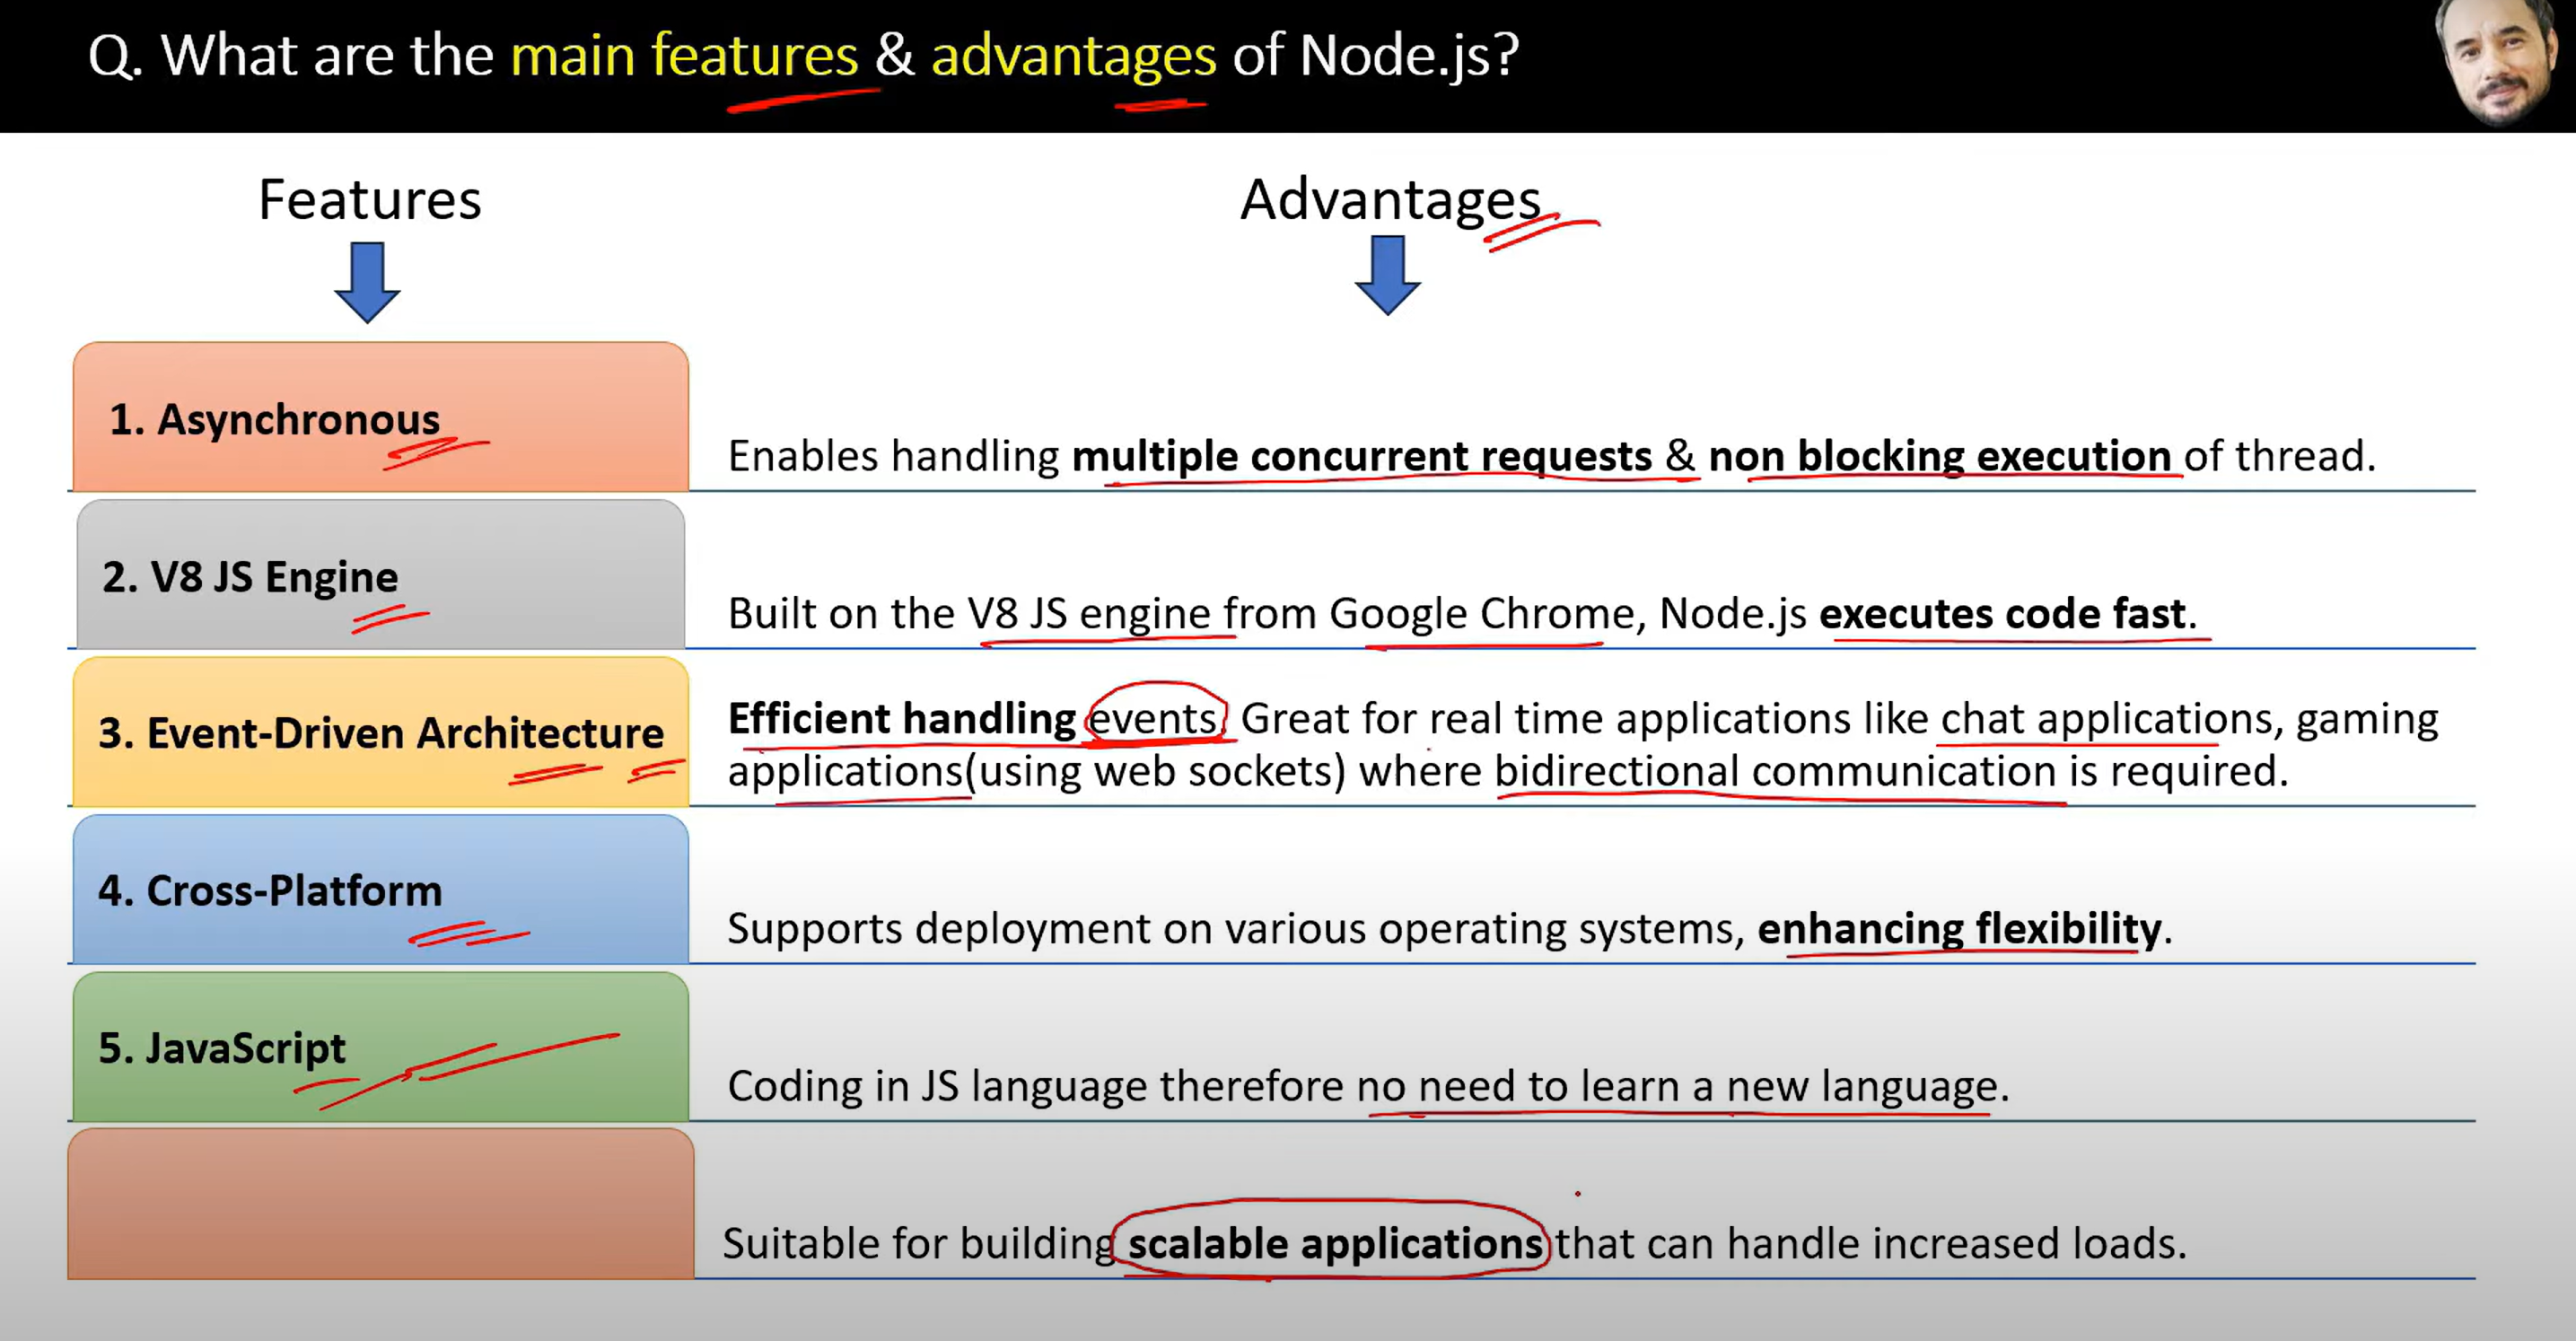 Q. What are the main features & advantages of Node.js?
Features
Advantages
1. Asynchronous
Enables handling multiple concurrent requests & non blocking execution of thread.
2. V8 JS Engine
Built on the V8 JS engine from Google Chrome, Node.js executes code fast.
3. Event-Driven Architecture
Efficient handling events. Great for real time applications like chat applications, gaming
applications(using web sockets) where bidirectional communication is required.
4. Cross-Platform
Supports deployment on various operating systems, enhancing flexibility.
5. JavaScript
Coding in JS language therefore no need to learn a new language.
Suitable for building scalable applications that can handle increased loads.